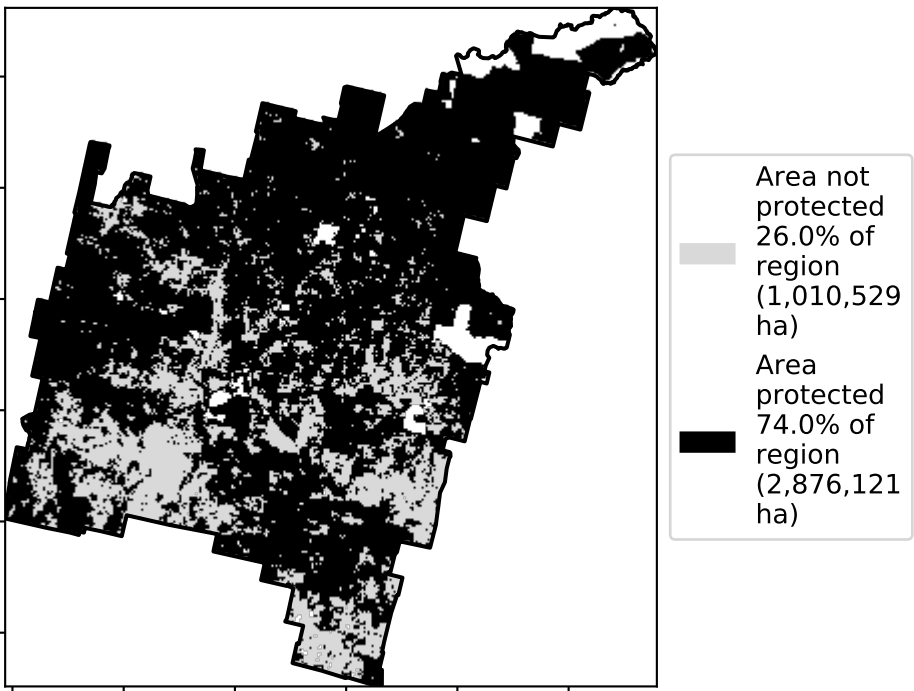 Area not
protected
26.0% of
region
(1,010,529
ha)
Area
protected
74.0% of
region
(2,876,121
ha)